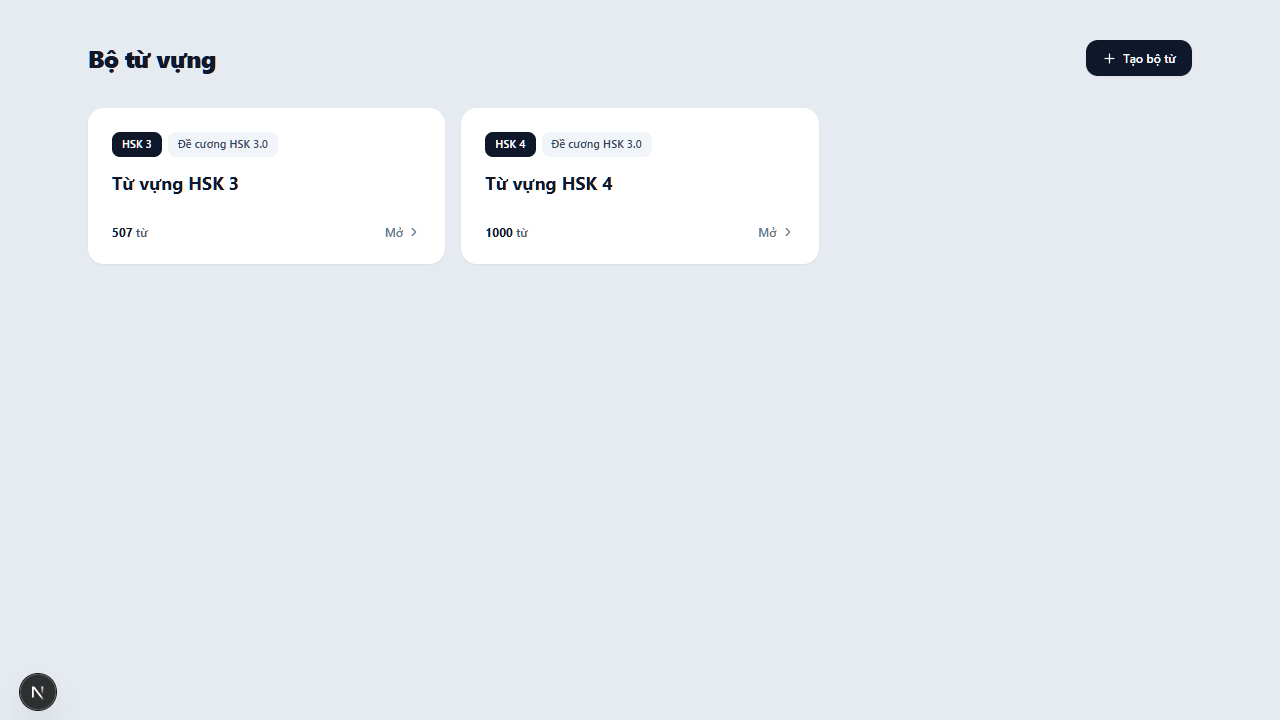 Bộ từ vựng
Tạo bộ từ
HSK 3 Đề cương HSK 3.0
Từ vựng HSK 3
507 từ Mở
HSK 4 Đề cương HSK 3.0
Từ vựng HSK 4
1000 từ Mở
N